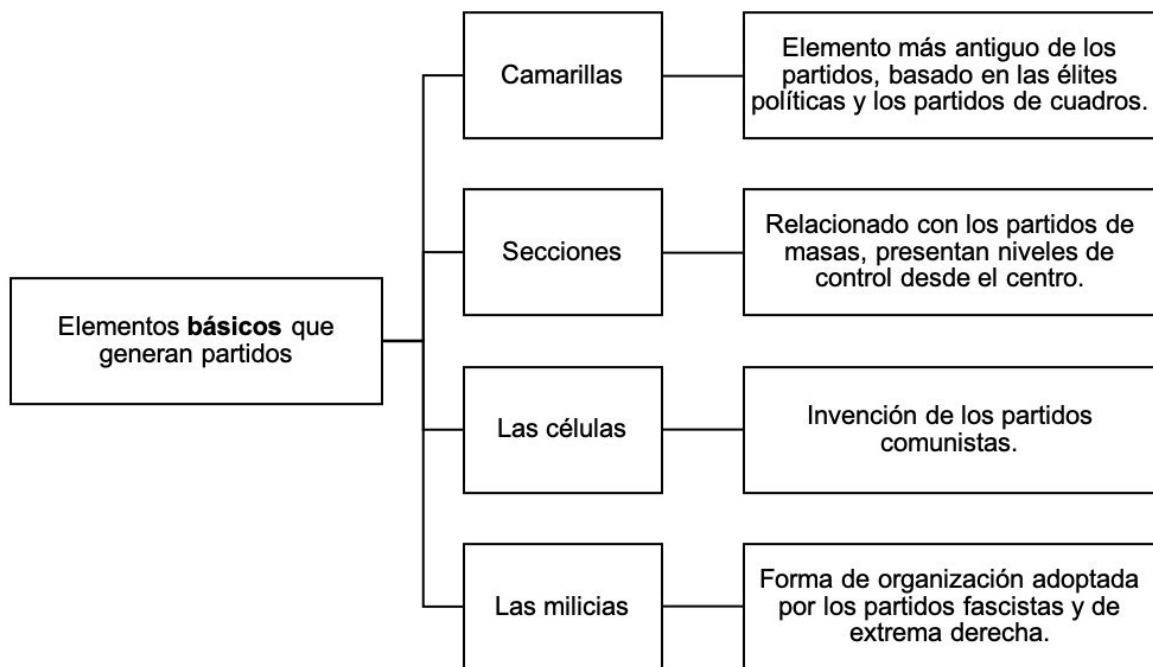 Elementos básicos que
generan partidos
Camarillas
Elemento más antiguo de los
partidos, basado en las élites
políticas y los partidos de cuadros.
Secciones
Relacionado con los partidos de
masas, presentan niveles de
control desde el centro.
Las células
Invención de los partidos
comunistas.
Las milicias
Forma de organización adoptada
por los partidos fascistas y de
extrema derecha.